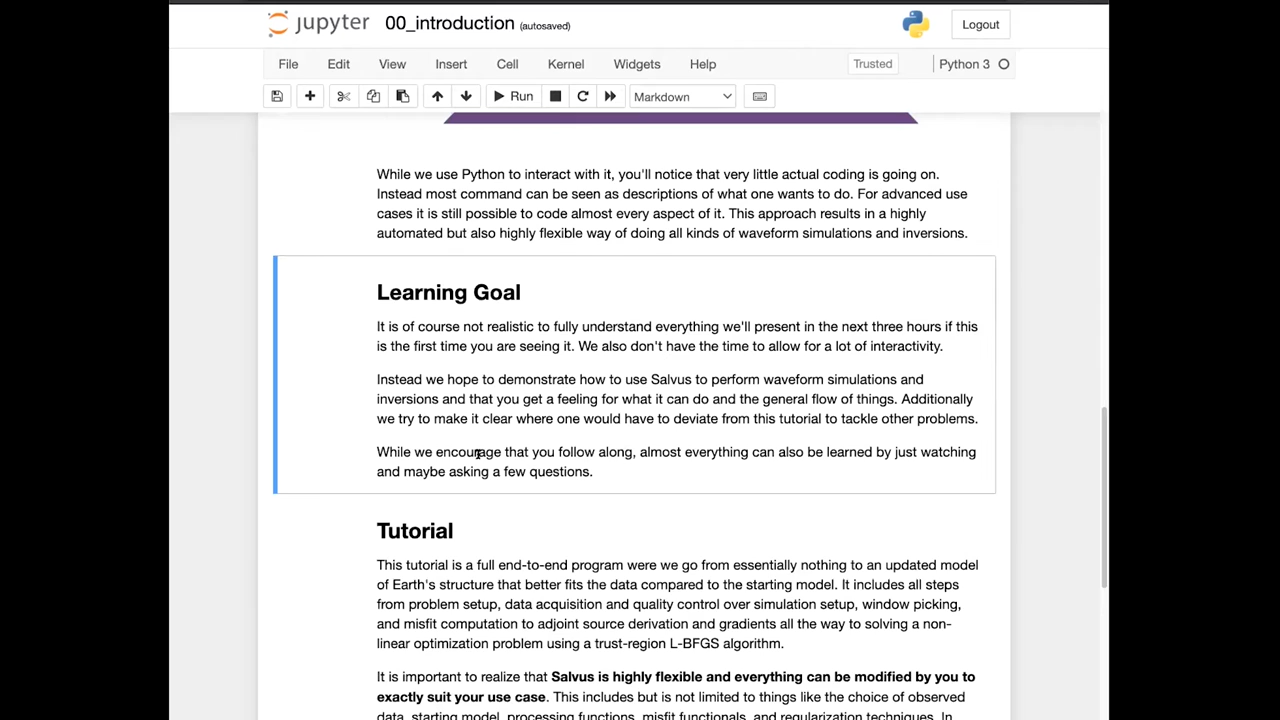 jupyter 00_introduction (autosaved) Logout
File Edit View Insert Cell Kernel Widgets Help Trusted Python 3
Run Markdown
While we use Python to interact with it, you'll notice that very little actual coding is going on.
Instead most command can be seen as descriptions of what one wants to do. For advanced use
cases it is still possible to code almost every aspect of it. This approach results in a highly
automated but also highly flexible way of doing all kinds of waveform simulations and inversions.
Learning Goal
It is of course not realistic to fully understand everything we'll present in the next three hours if this
is the first time you are seeing it. We also don't have the time to allow for a lot of interactivity.
Instead we hope to demonstrate how to use Salvus to perform waveform simulations and
inversions and that you get a feeling for what it can do and the general flow of things. Additionally
we try to make it clear where one would have to deviate from this tutorial to tackle other problems.
While we encourage that you follow along, almost everything can also be learned by just watching
and maybe asking a few questions.
Tutorial
This tutorial is a full end-to-end program were we go from essentially nothing to an updated model
of Earth's structure that better fits the data compared to the starting model. It includes all steps
from problem setup, data acquisition and quality control over simulation setup, window picking,
and misfit computation to adjoint source derivation and gradients all the way to solving a non-
linear optimization problem using a trust-region L-BFGS algorithm.
It is important to realize that Salvus is highly flexible and everything can be modified by you to
exactly suit your use case. This includes but is not limited to things like the choice of observed
data, starting model, processing functions, misfit functionals, and regularization techniques. In